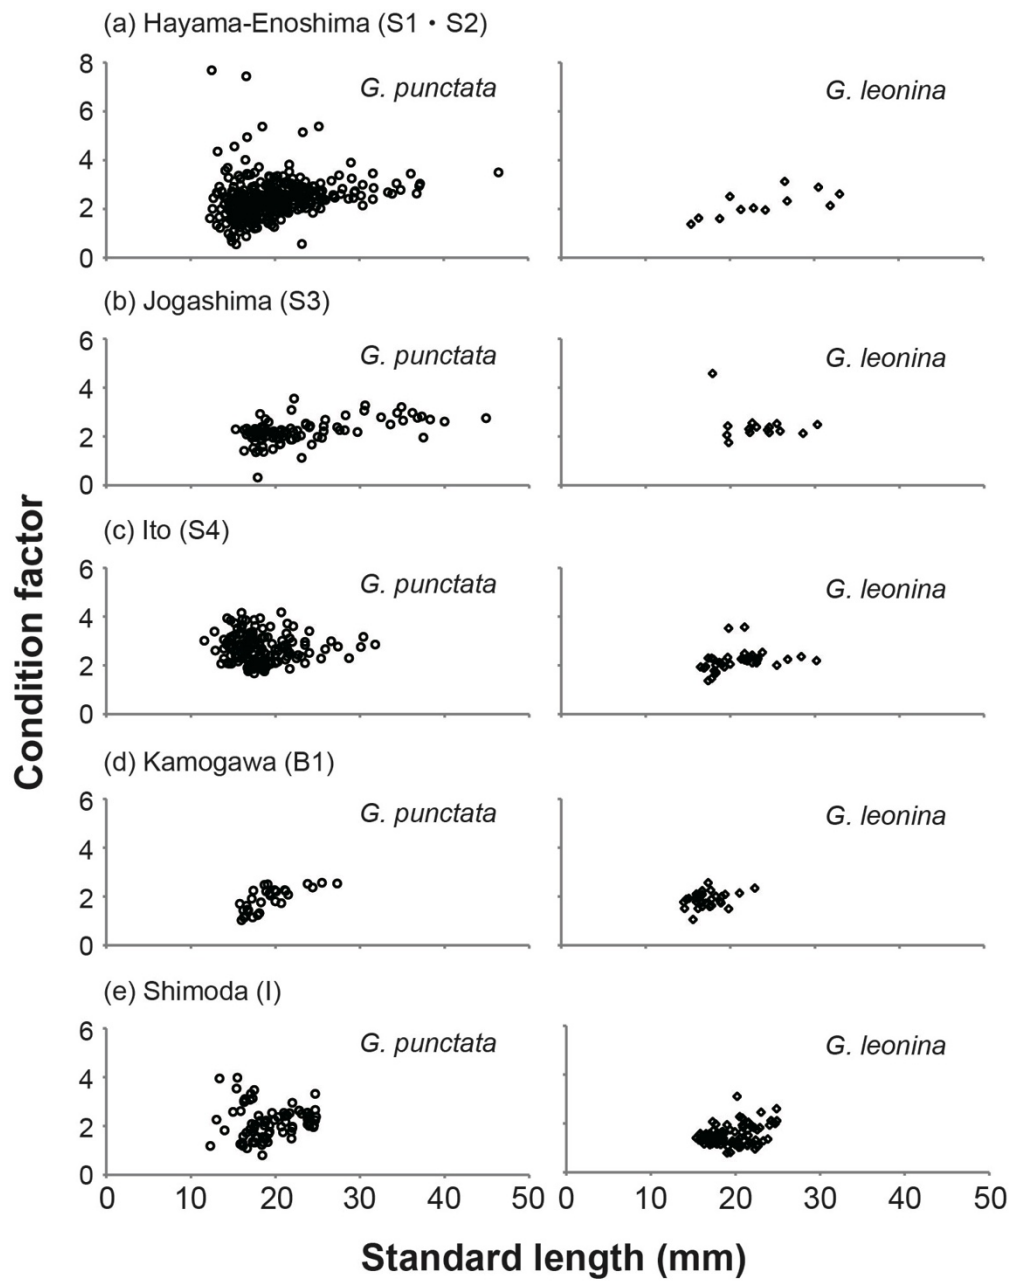 (a) Hayama-Enoshima (S1・S2)
8
6
4
2
0
G. punctata
G. leonina
(b) Jogashima (S3)
6
4
2
0
G. punctata
G. leonina
(c) Ito (S4)
6
4
2
0
G. punctata
G. leonina
(d) Kamogawa (B1)
6
4
2
0
G. punctata
G. leonina
(e) Shimoda (I)
6
4
2
0
G. punctata
G. leonina
0 10 20 30 40 50
0 10 20 30 40 50
Condition factor
Standard length (mm)